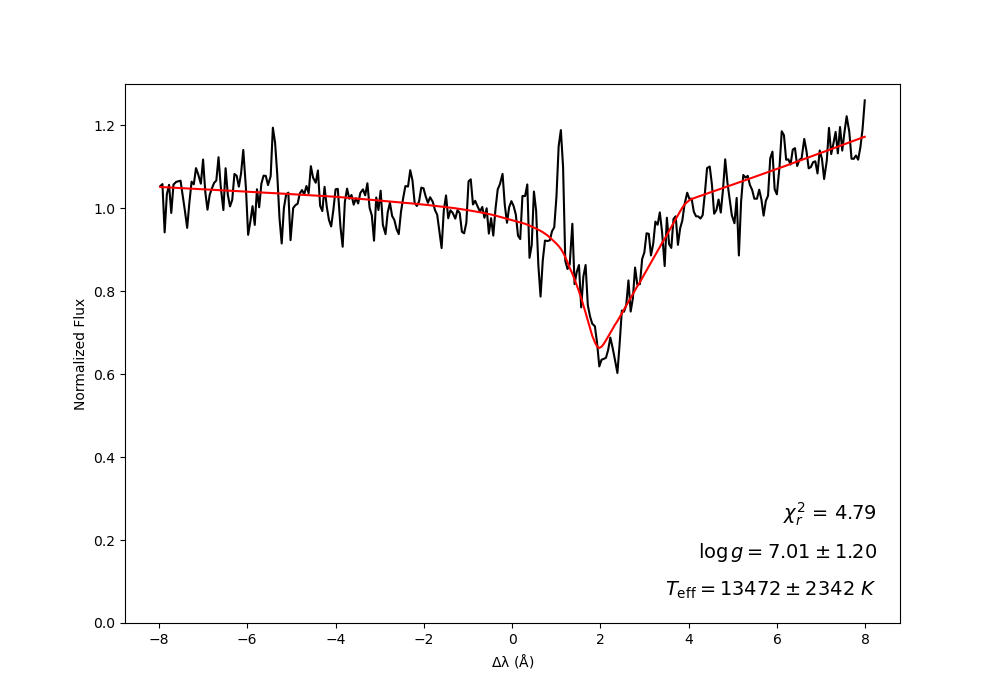 1.2
1.0
0.8
0.6
0.4
0.2
0.0
Normalized Flux
χ²ᵣ = 4.79
log g = 7.01 ± 1.20
T_eff = 13472 ± 2342 K
−8 −6 −4 −2 0 2 4 6 8
Δλ (Å)